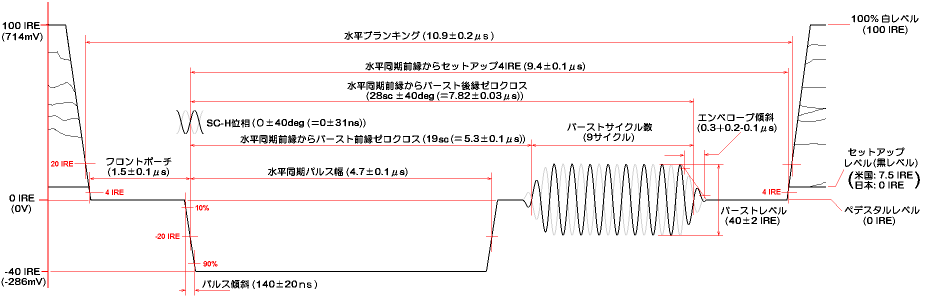 100 IRE
(714mV)
100% 白レベル
(100 IRE)
水平ブランキング (10.9±0.2μs)
水平同期前縁からセットアップ4IRE (9.4±0.1μs)
水平同期前縁からバースト後縁ゼロクロス
(28sc ±40deg (=7.82±0.03μs))
SC-H位相 (0±40deg (=0±31ns))
水平同期前縁からバースト前縁ゼロクロス (19sc (=5.3±0.1μs))
バーストサイクル数
(9サイクル)
エンベロープ傾斜
(0.3+0.2-0.1μs)
20 IRE
フロントポーチ
(1.5±0.1μs)
水平同期パルス幅 (4.7±0.1μs)
20 IRE
セットアップ
レベル(黒レベル)
(米国: 7.5 IRE
日本: 0 IRE)
4 IRE
4 IRE
0 IRE
(0V)
10%
バーストレベル
(40±2 IRE)
ペデスタルレベル
(0 IRE)
-20 IRE
-20 IRE
90%
-40 IRE
(-286mV)
パルス傾斜 (140±20ns)